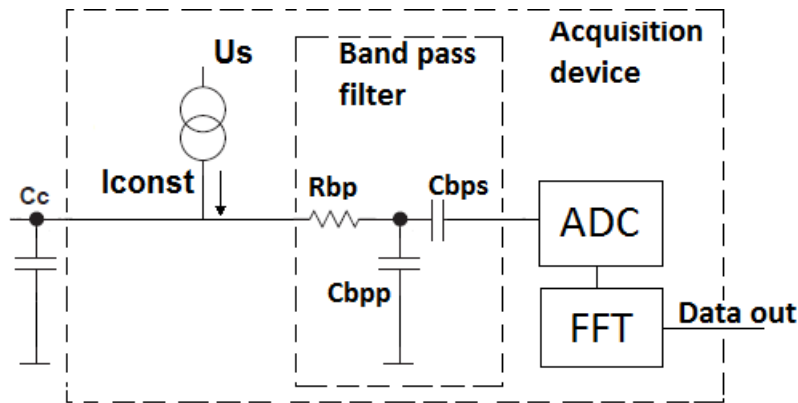 Acquisition
device
Band pass
filter
Us
Iconst
Cc
Rbp
Cbps
Cbpp
ADC
FFT
Data out